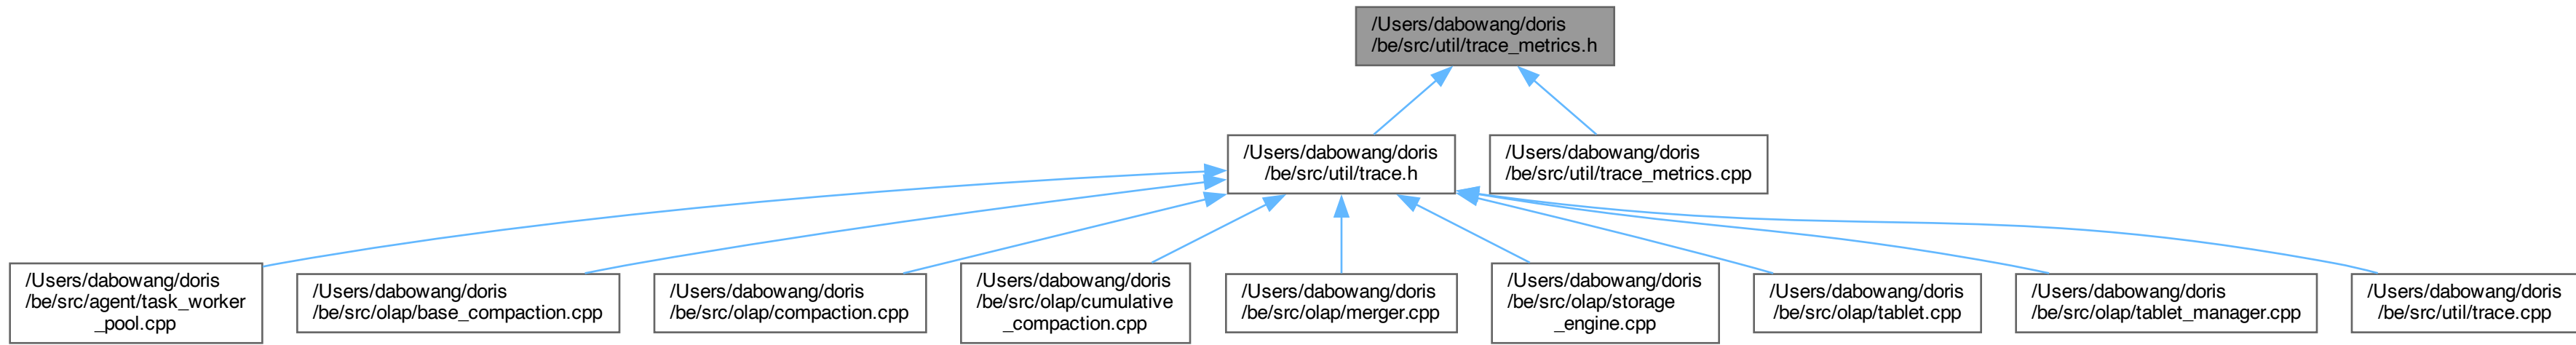 /Users/dabowang/doris
/be/src/util/trace_metrics.h
/Users/dabowang/doris
/be/src/util/trace.h
/Users/dabowang/doris
/be/src/util/trace_metrics.cpp
/Users/dabowang/doris
/be/src/agent/task_worker
_pool.cpp
/Users/dabowang/doris
/be/src/olap/base_compaction.cpp
/Users/dabowang/doris
/be/src/olap/compaction.cpp
/Users/dabowang/doris
/be/src/olap/cumulative
_compaction.cpp
/Users/dabowang/doris
/be/src/olap/merger.cpp
/Users/dabowang/doris
/be/src/olap/storage
_engine.cpp
/Users/dabowang/doris
/be/src/olap/tablet.cpp
/Users/dabowang/doris
/be/src/olap/tablet_manager.cpp
/Users/dabowang/doris
/be/src/util/trace.cpp